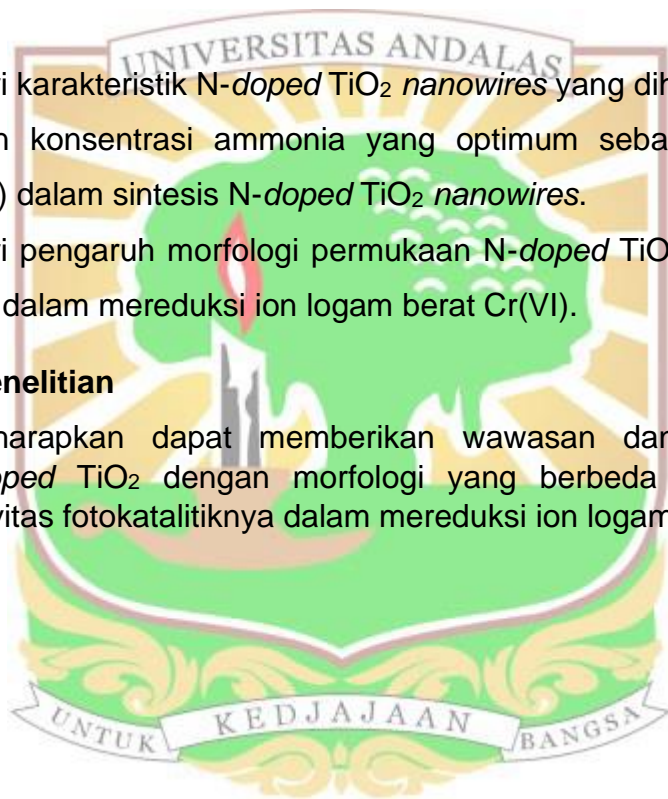 UNIVERSITAS ANDALAS
ri karakteristik N-doped TiO₂ nanowires yang dih
n konsentrasi ammonia yang optimum seba
) dalam sintesis N-doped TiO₂ nanowires.
ri pengaruh morfologi permukaan N-doped TiO
dalam mereduksi ion logam berat Cr(VI).
enelitian
harapkan dapat memberikan wawasan dan
oped TiO₂ dengan morfologi yang berbeda
vitas fotokatalitiknya dalam mereduksi ion logam
UNTUK KEDJAJAAN BANGSA